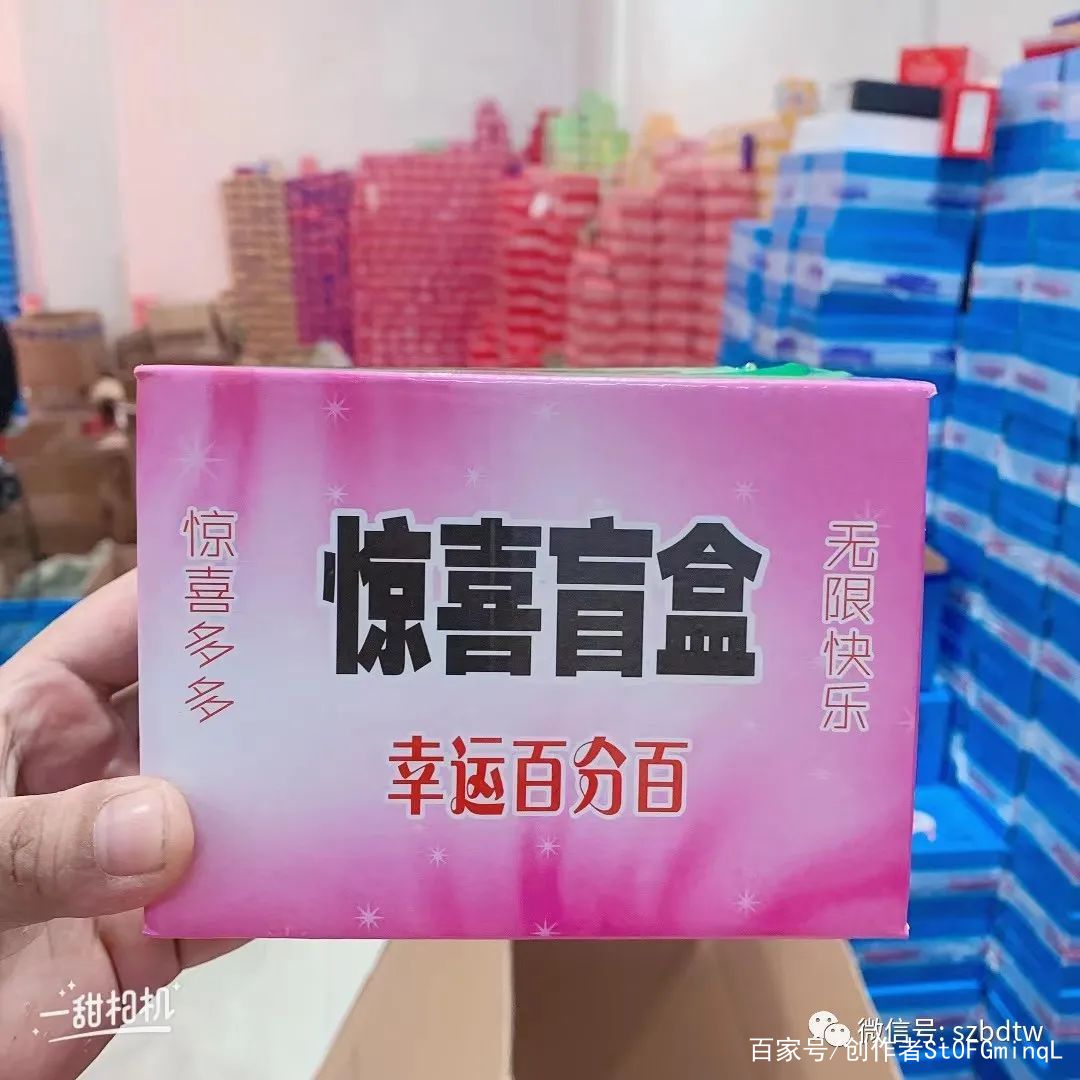 惊喜盲盒
幸运百分百
惊喜多多
无限快乐
一甜相机
微信号: szbdtw
百家号/创作者StOFGminqL